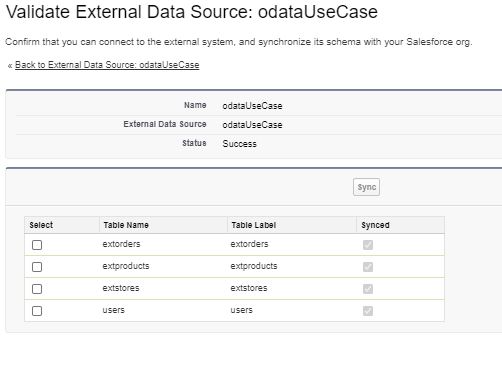 Validate External Data Source: odataUseCase
Confirm that you can connect to the external system, and synchronize its schema with your Salesforce org.
« Back to External Data Source: odataUseCase
Name odataUseCase
External Data Source odataUseCase
Status Success
Sync
Select Table Name Table Label Synced
extorders extorders
extproducts extproducts
extstores extstores
users users